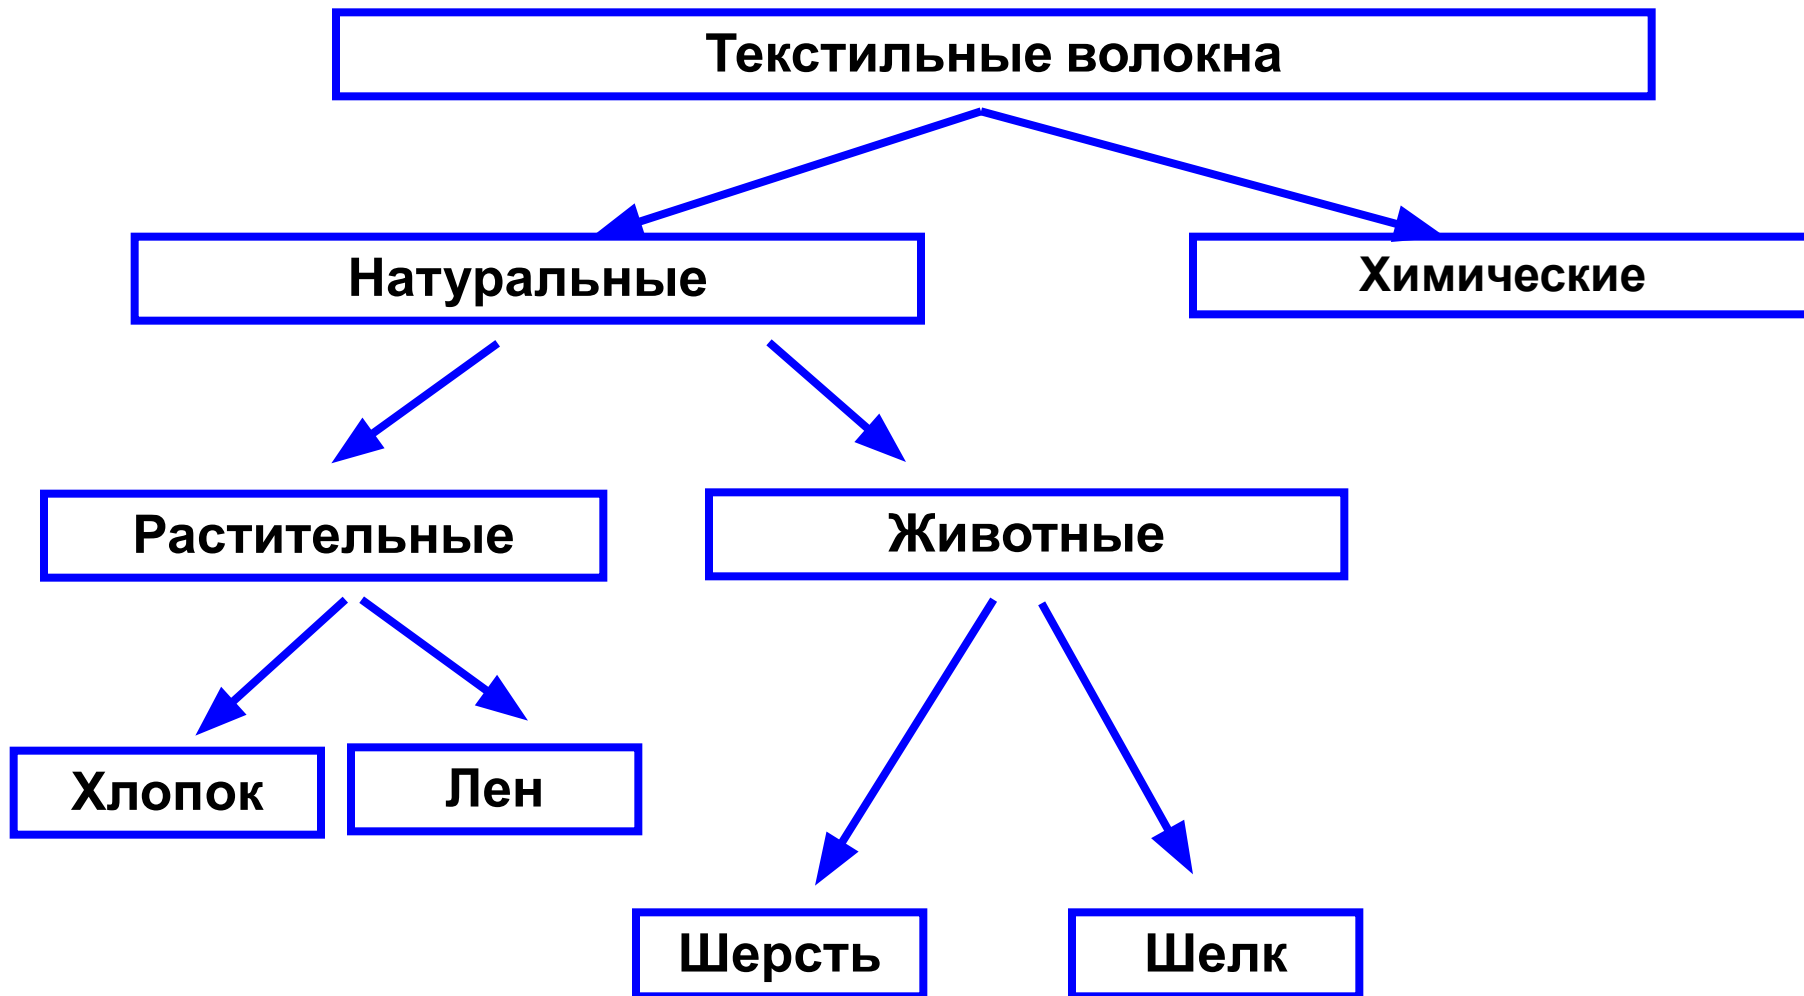 Текстильные волокна
Натуральные
Химические
Растительные
Животные
Хлопок
Лен
Шерсть
Шелк